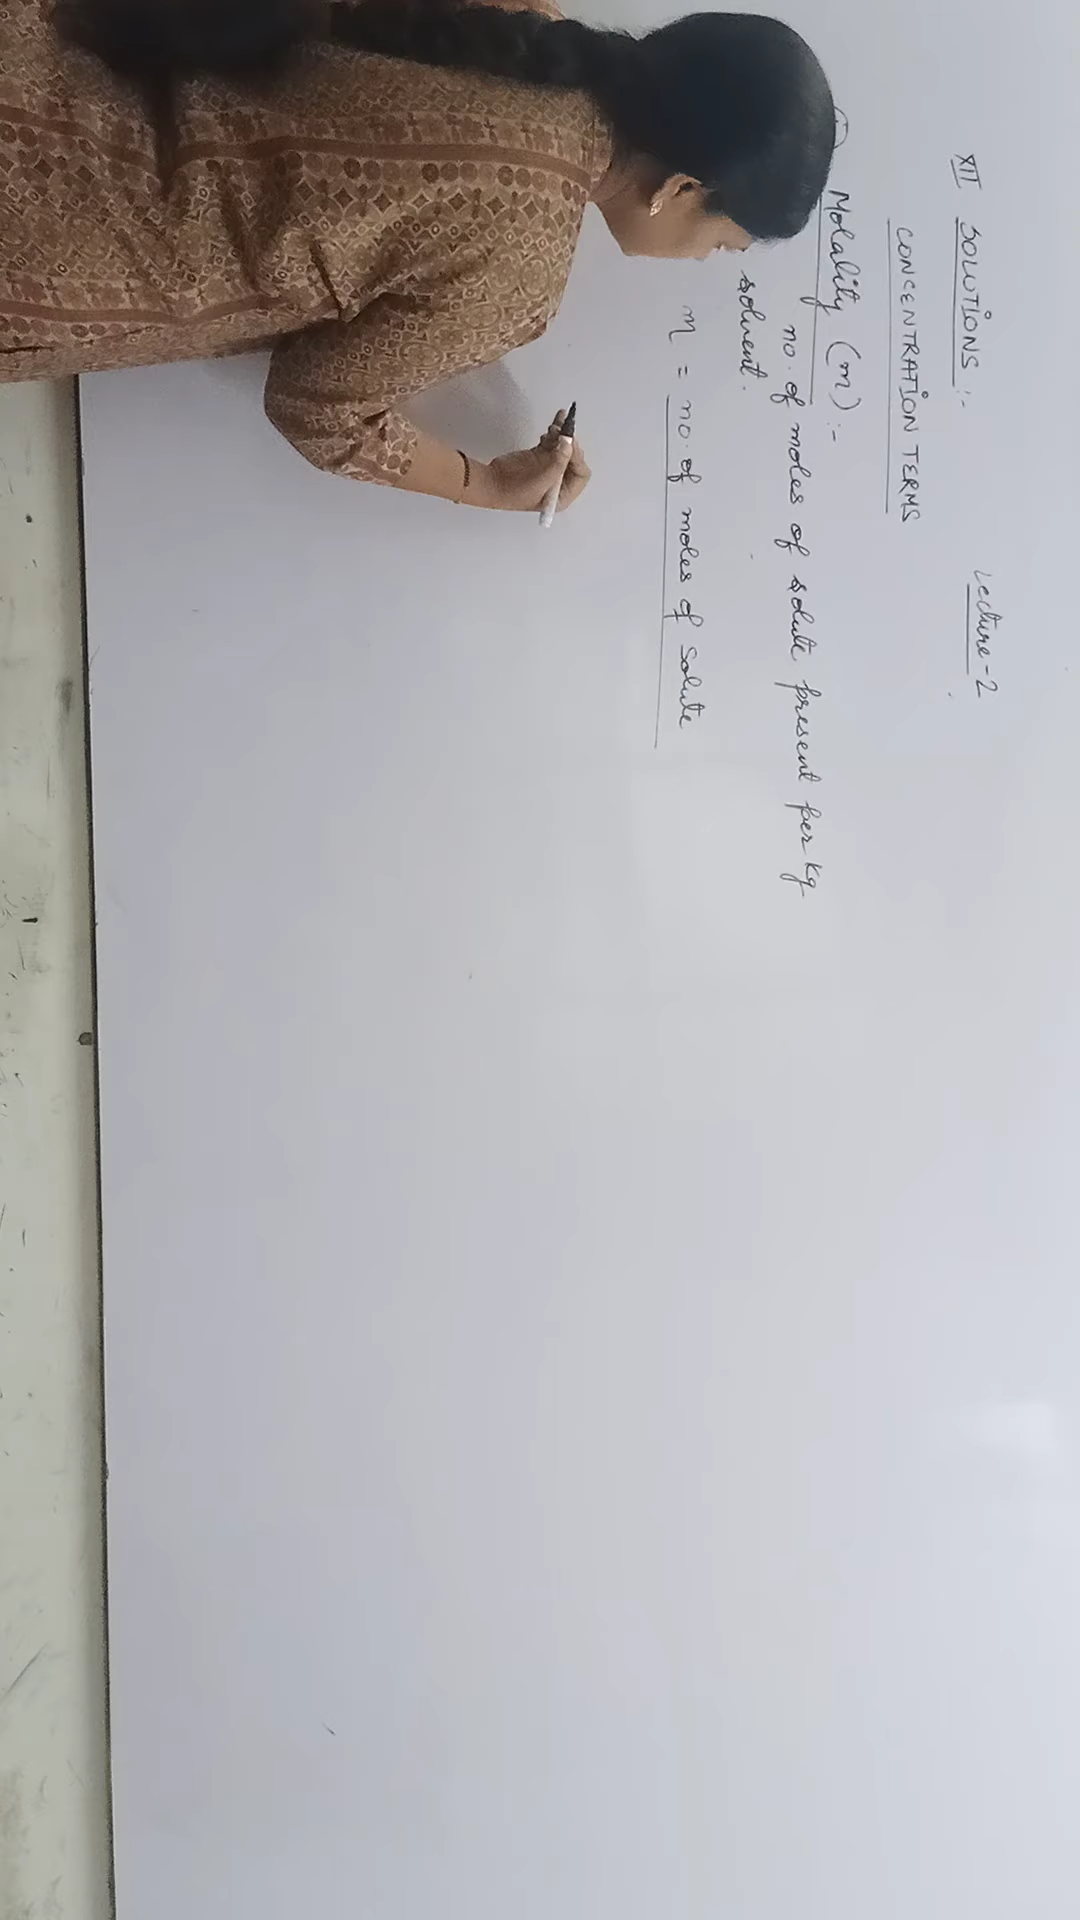 XII SOLUTIONS :- Lecture-2
CONCENTRATION TERMS
Molality (m) :-
no. of moles of solute present per kg
solvent.
m = no. of moles of solute